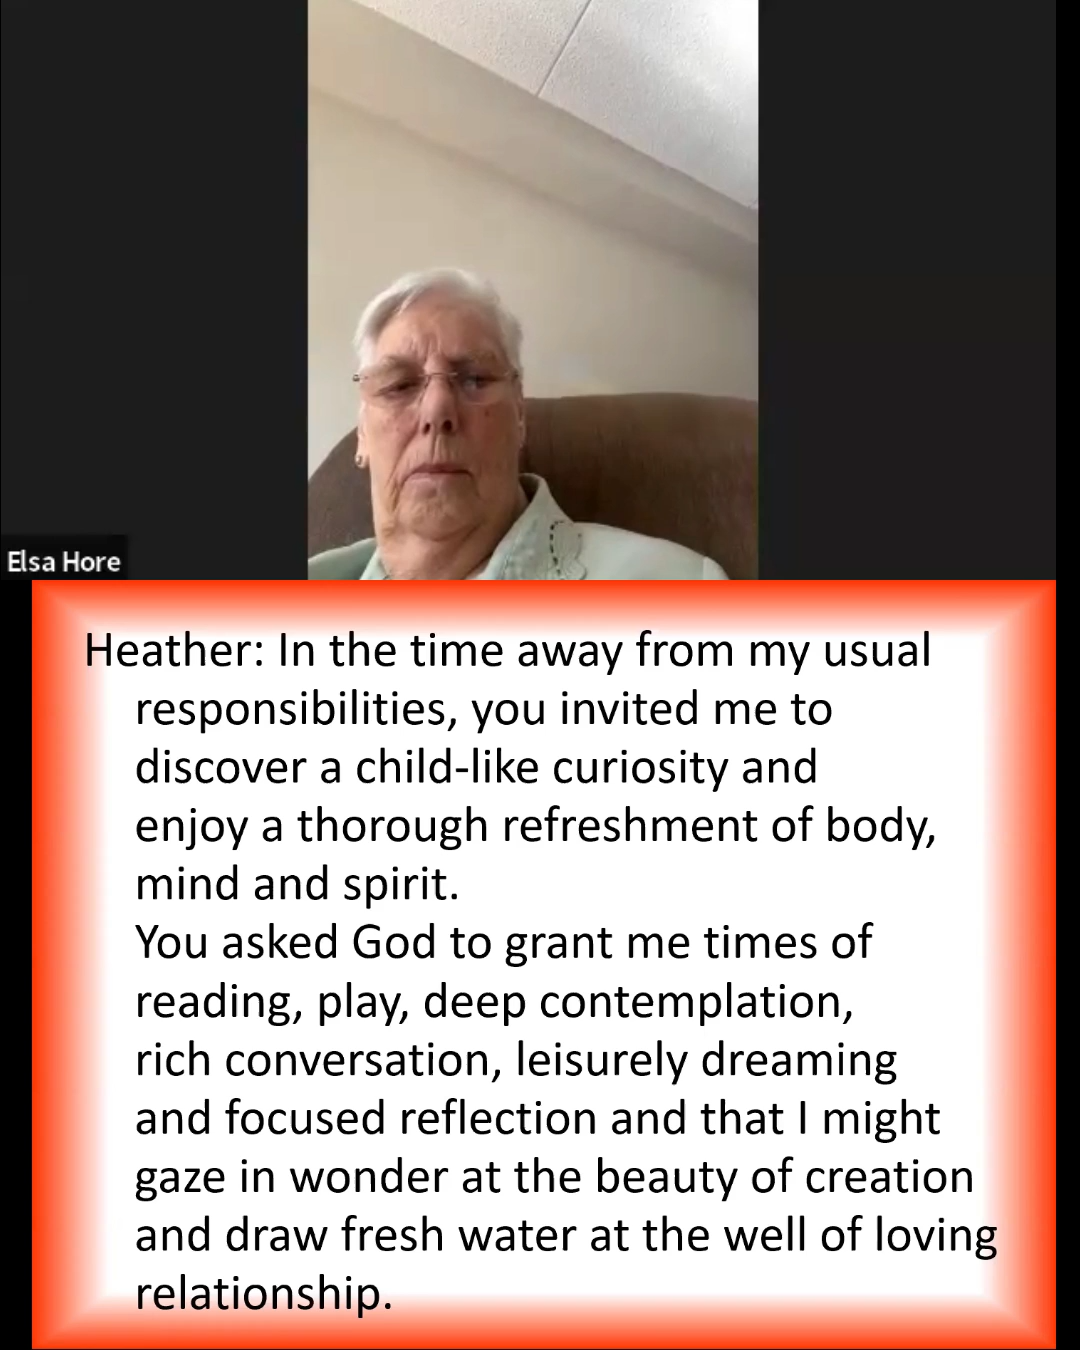 Elsa Hore
Heather: In the time away from my usual
responsibilities, you invited me to
discover a child-like curiosity and
enjoy a thorough refreshment of body,
mind and spirit.
You asked God to grant me times of
reading, play, deep contemplation,
rich conversation, leisurely dreaming
and focused reflection and that I might
gaze in wonder at the beauty of creation
and draw fresh water at the well of loving
relationship.